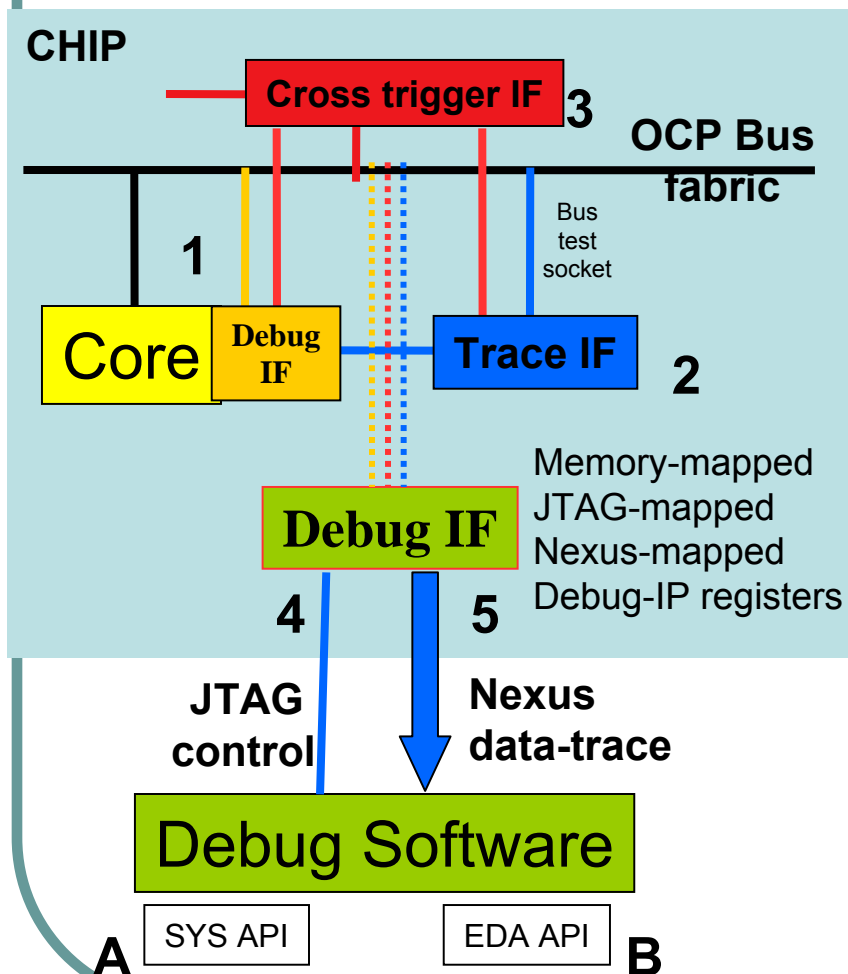 CHIP
Cross trigger IF
3
OCP Bus
fabric
Bus
test
socket
1
Core
Debug
IF
Trace IF
2
Debug IF
Memory-mapped
JTAG-mapped
Nexus-mapped
Debug-IP registers
4
5
JTAG
control
Nexus
data-trace
Debug Software
A
SYS API
EDA API
B